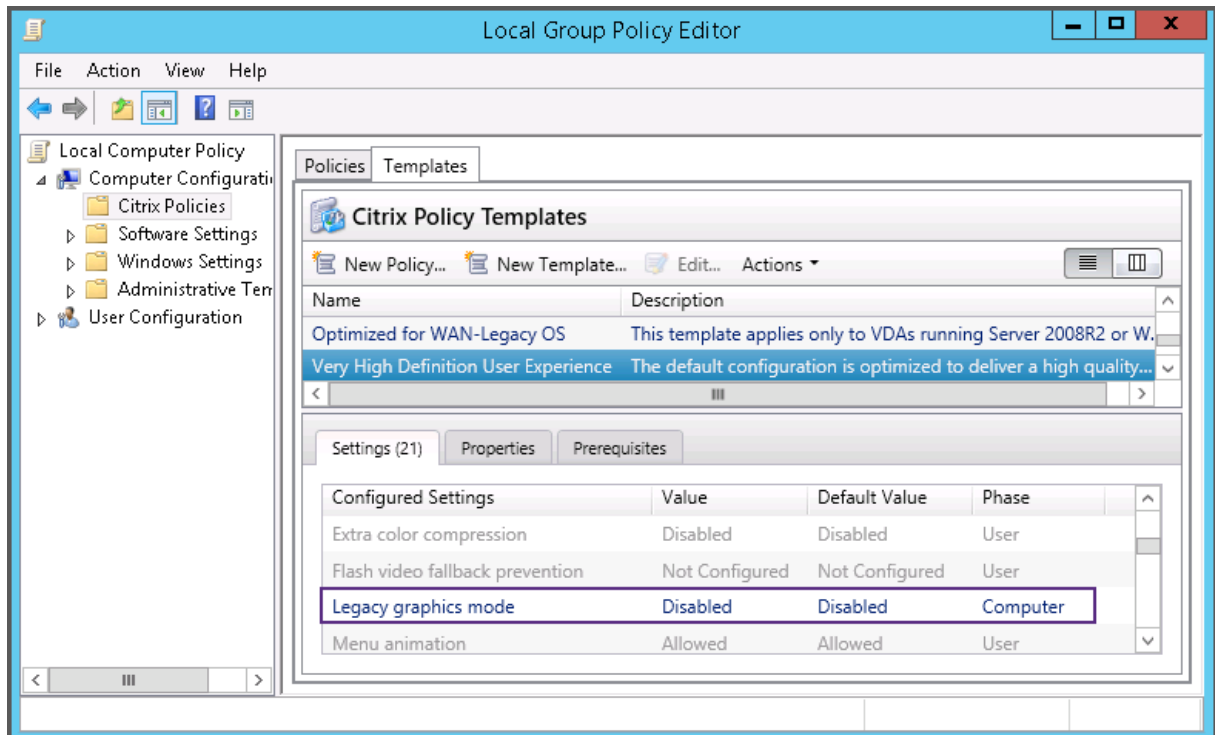 Local Group Policy Editor
File Action View Help
Local Computer Policy
Computer Configurati
Citrix Policies
Software Settings
Windows Settings
Administrative Tem
User Configuration
Policies Templates
Citrix Policy Templates
New Policy... New Template... Edit... Actions
Name Description
Optimized for WAN-Legacy OS This template applies only to VDAs running Server 2008R2 or W.
Very High Definition User Experience The default configuration is optimized to deliver a high quality...
Settings (21) Properties Prerequisites
Configured Settings Value Default Value Phase
Extra color compression Disabled Disabled User
Flash video fallback prevention Not Configured Not Configured User
Legacy graphics mode Disabled Disabled Computer
Menu animation Allowed Allowed User